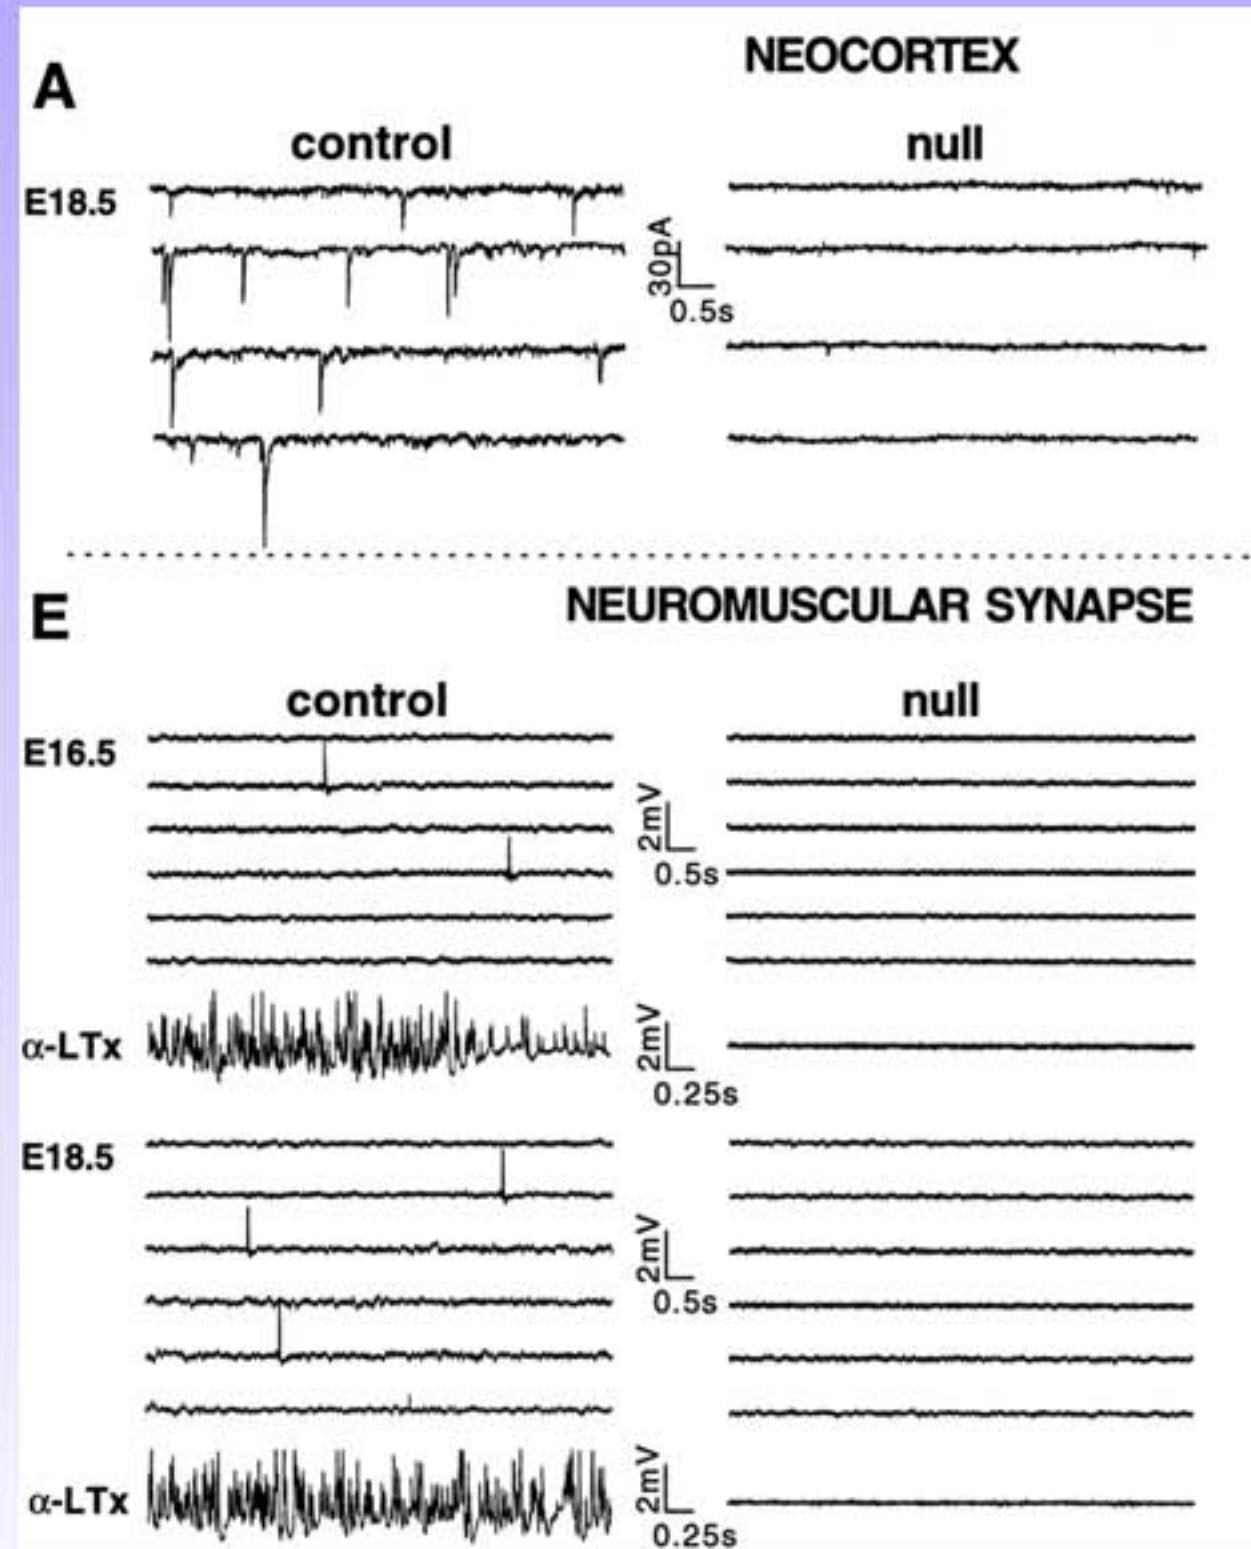 A
NEOCORTEX
control
null
E18.5
30pA
0.5s
E
NEUROMUSCULAR SYNAPSE
control
null
E16.5
2mV
0.5s
α-LTx
2mV
0.25s
E18.5
2mV
0.5s
α-LTx
2mV
0.25s